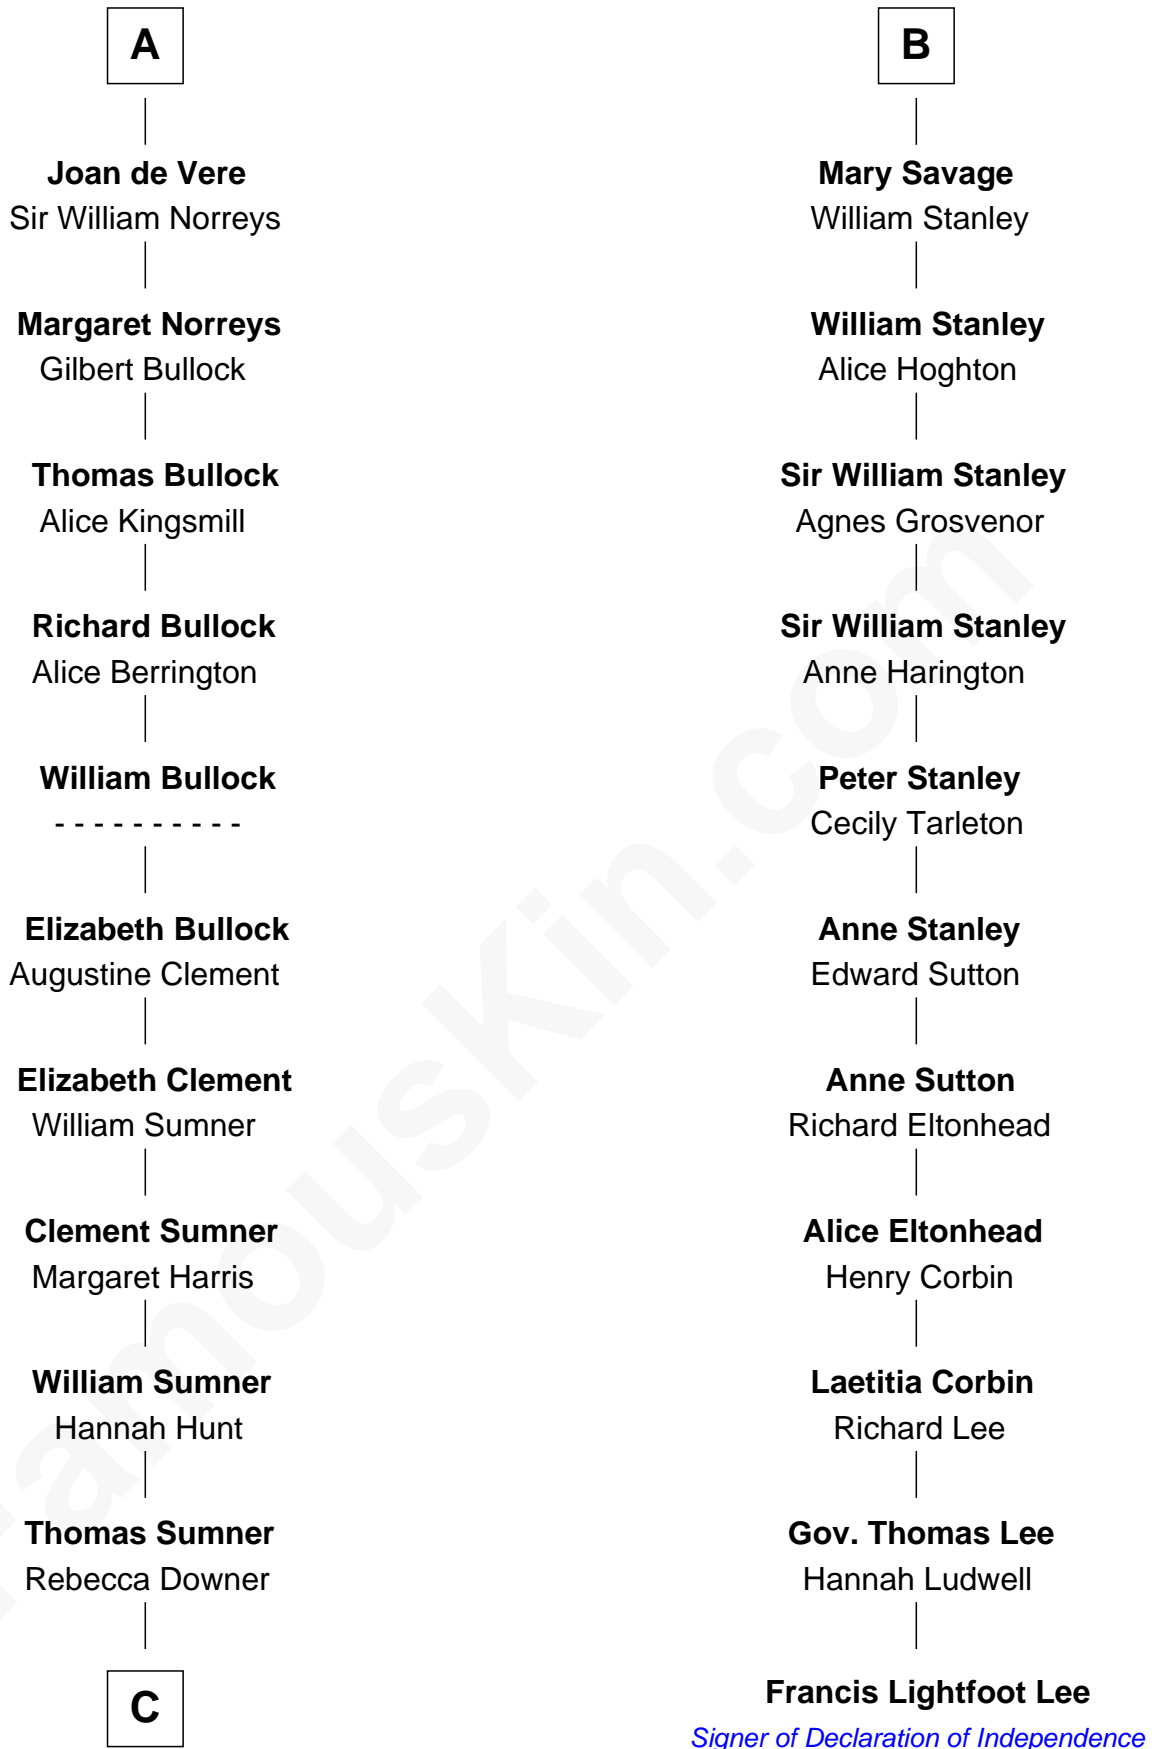 A
Joan de Vere
Sir William Norreys
Margaret Norreys
Gilbert Bullock
Thomas Bullock
Alice Kingsmill
Richard Bullock
Alice Berrington
William Bullock
- - - - - - - - - -
Elizabeth Bullock
Augustine Clement
Elizabeth Clement
William Sumner
Clement Sumner
Margaret Harris
William Sumner
Hannah Hunt
Thomas Sumner
Rebecca Downer
C
B
Mary Savage
William Stanley
William Stanley
Alice Hoghton
Sir William Stanley
Agnes Grosvenor
Sir William Stanley
Anne Harington
Peter Stanley
Cecily Tarleton
Anne Stanley
Edward Sutton
Anne Sutton
Richard Eltonhead
Alice Eltonhead
Henry Corbin
Laetitia Corbin
Richard Lee
Gov. Thomas Lee
Hannah Ludwell
Francis Lightfoot Lee
Signer of Declaration of Independence
FamousKin.com